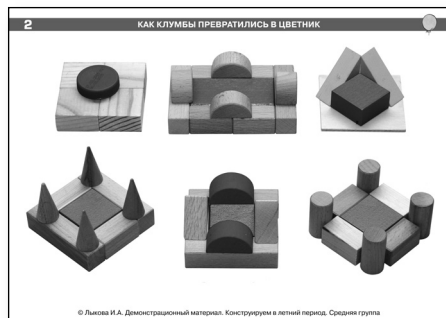 2
КАК КЛУМБЫ ПРЕВРАТИЛИСЬ В ЦВЕТНИК
© Лыкова И.А. Демонстрационный материал. Конструируем в летний период. Средняя группа